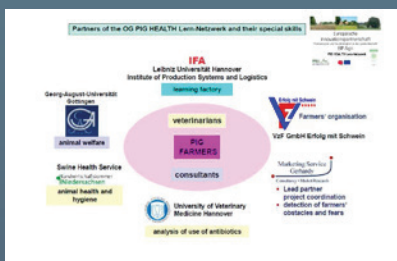 Partners of the OG PIG HEALTH Lern-Netzwerk and their special skills
IFA
Leibniz Universität Hannover
Institute of Production Systems and Logistics
learning factory
Georg-August-Universität
Göttingen
animal welfare
veterinarians
PIG
FARMERS
consultants
Erfolg mit Schwein
Farmers' organisation
VzF GmbH Erfolg mit Schwein
Swine Health Service
Landwirtschaftskammer
Niedersachsen
animal health and
hygiene
University of Veterinary
Medicine Hannover
analysis of use of antibiotics
Marketing Service
Gerhardy
• Lead partner
project coordination
• detection of farmers'
obstacles and fears